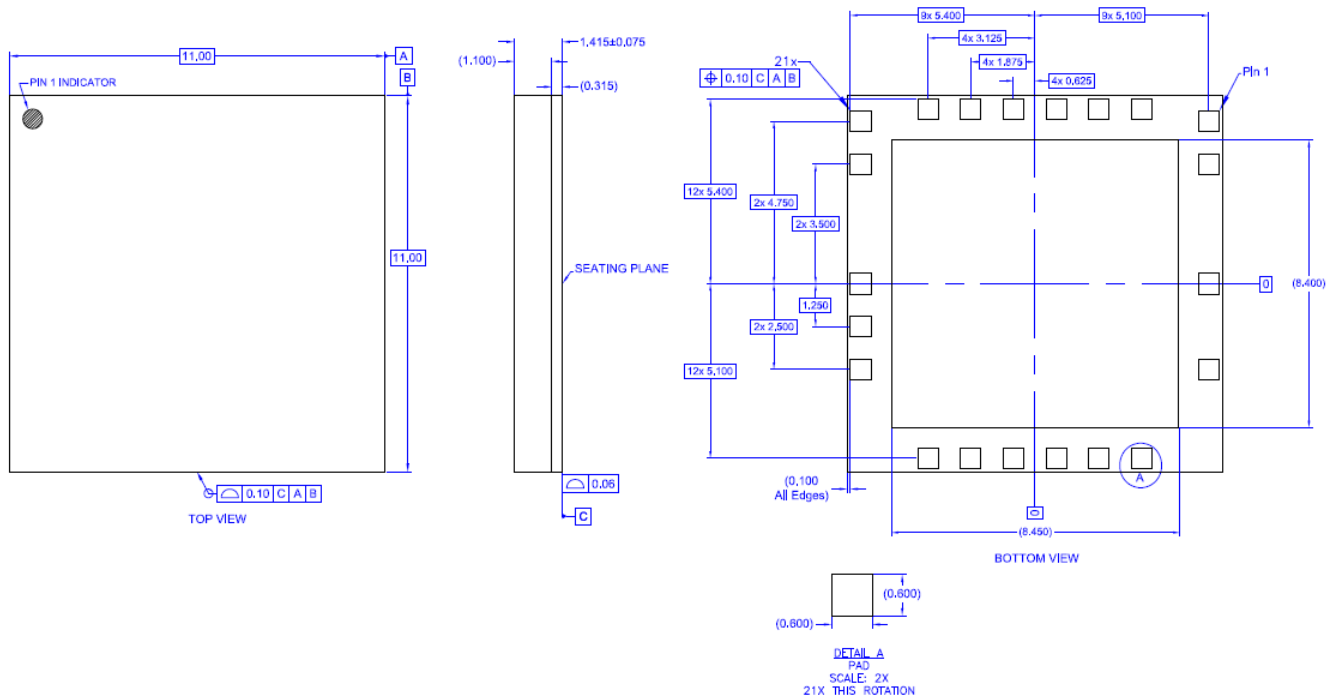 11.00
A
B
PIN 1 INDICATOR
11.00
0.10 C A B
TOP VIEW
1.415±0.075
(1.100)
(0.315)
SEATING PLANE
0.06
C
9x 5.400
9x 5.100
4x 3.125
4x 1.875
4x 0.625
21x
0.10 C A B
Pin 1
12x 5.400
2x 4.750
2x 3.500
1.250
2x 2.500
12x 5.100
0
(8.400)
(0.100
All Edges)
A
0
(8.450)
BOTTOM VIEW
(0.600)
(0.600)
DETAIL A
PAD
SCALE: 2X
21X THIS ROTATION